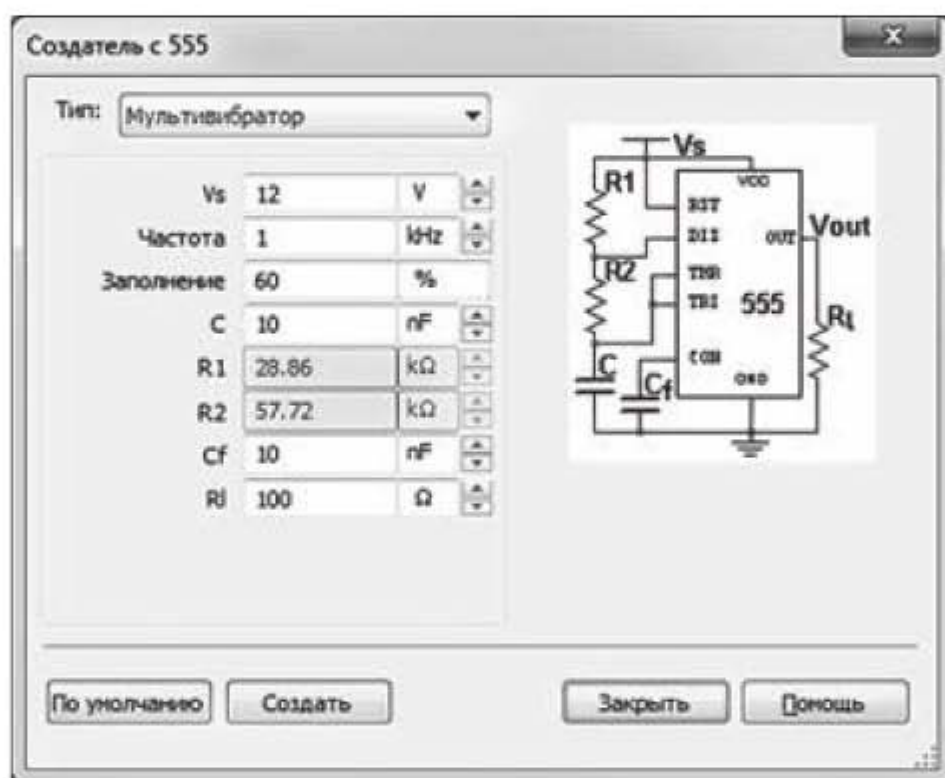 Создатель с 555
Тип: Мультивибратор
Vs 12 V
Частота 1 kHz
Заполнение 60 %
C 10 nF
R1 28.86 kΩ
R2 57.72 kΩ
Cf 10 nF
Rl 100 Ω
Vs
R1
VCC
RST
DIS
OUT
Vout
R2
THR
TRI
555
Rl
CON
C
Cf
GND
По умолчанию
Создать
Закрыть
Помощь